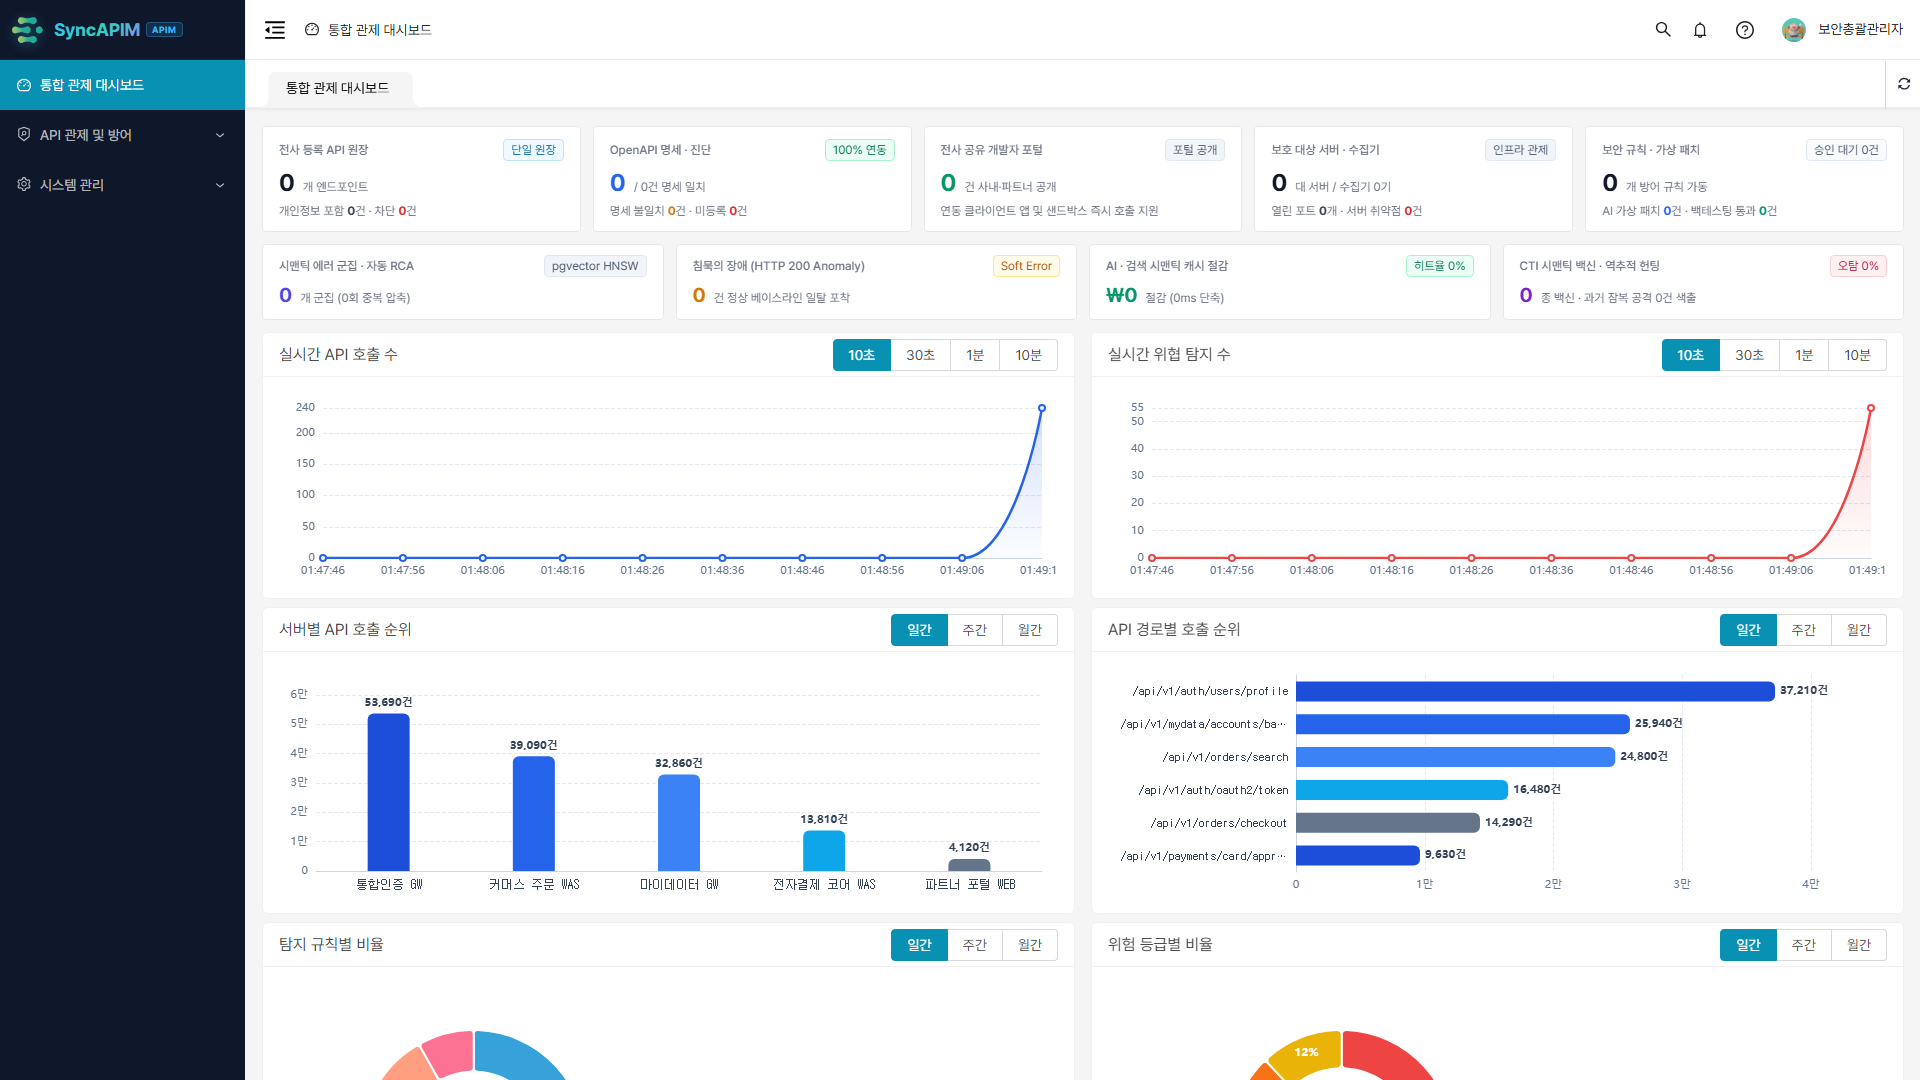 SyncAPIM APIM
통합 관제 대시보드
API 관제 및 방어
시스템 관리
통합 관제 대시보드
보안총괄관리자
통합 관제 대시보드
전사 등록 API 원장 단일 원장
0 개 엔드포인트
개인정보 포함 0건 · 차단 0건
OpenAPI 명세 · 진단 100% 연동
0 / 0건 명세 일치
명세 불일치 0건 · 미등록 0건
전사 공유 개발자 포털 포털 공개
0 건 사내·파트너 공개
연동 클라이언트 앱 및 샌드박스 즉시 호출 지원
보호 대상 서버 · 수집기 인프라 관제
0 대 서버 / 수집기 0기
열린 포트 0개 · 서버 취약점 0건
보안 규칙 · 가상 패치 승인 대기 0건
0 개 방어 규칙 가동
AI 가상 패치 0건 · 백테스팅 통과 0건
시맨틱 에러 군집 · 자동 RCA pgvector HNSW
0 개 군집 (0회 중복 압축)
침묵의 장애 (HTTP 200 Anomaly) Soft Error
0 건 정상 베이스라인 일탈 포착
AI · 검색 시맨틱 캐시 절감 히트율 0%
₩0 절감 (0ms 단축)
CTI 시맨틱 백신 · 역추적 헌팅 오탐 0%
0 종 백신 · 과거 잠복 공격 0건 색출
실시간 API 호출 수 10초 30초 1분 10분
240
200
150
100
50
0
01:47:46 01:47:56 01:48:06 01:48:16 01:48:26 01:48:36 01:48:46 01:48:56 01:49:06 01:49:1
실시간 위협 탐지 수 10초 30초 1분 10분
55
50
40
30
20
10
0
01:47:46 01:47:56 01:48:06 01:48:16 01:48:26 01:48:36 01:48:46 01:48:56 01:49:06 01:49:1
서버별 API 호출 순위 일간 주간 월간
6만
5만
4만
3만
2만
1만
0
53,690건
39,090건
32,860건
13,810건
4,120건
통합인증 GW 커머스 주문 WAS 마이데이터 GW 전자결제 코어 WAS 파트너 포털 WEB
API 경로별 호출 순위 일간 주간 월간
/api/v1/auth/users/profile 37,210건
/api/v1/mydata/accounts/ba… 25,940건
/api/v1/orders/search 24,800건
/api/v1/auth/oauth2/token 16,480건
/api/v1/orders/checkout 14,290건
/api/v1/payments/card/appr… 9,630건
0 1만 2만 3만 4만
탐지 규칙별 비율 일간 주간 월간
위험 등급별 비율 일간 주간 월간
12%